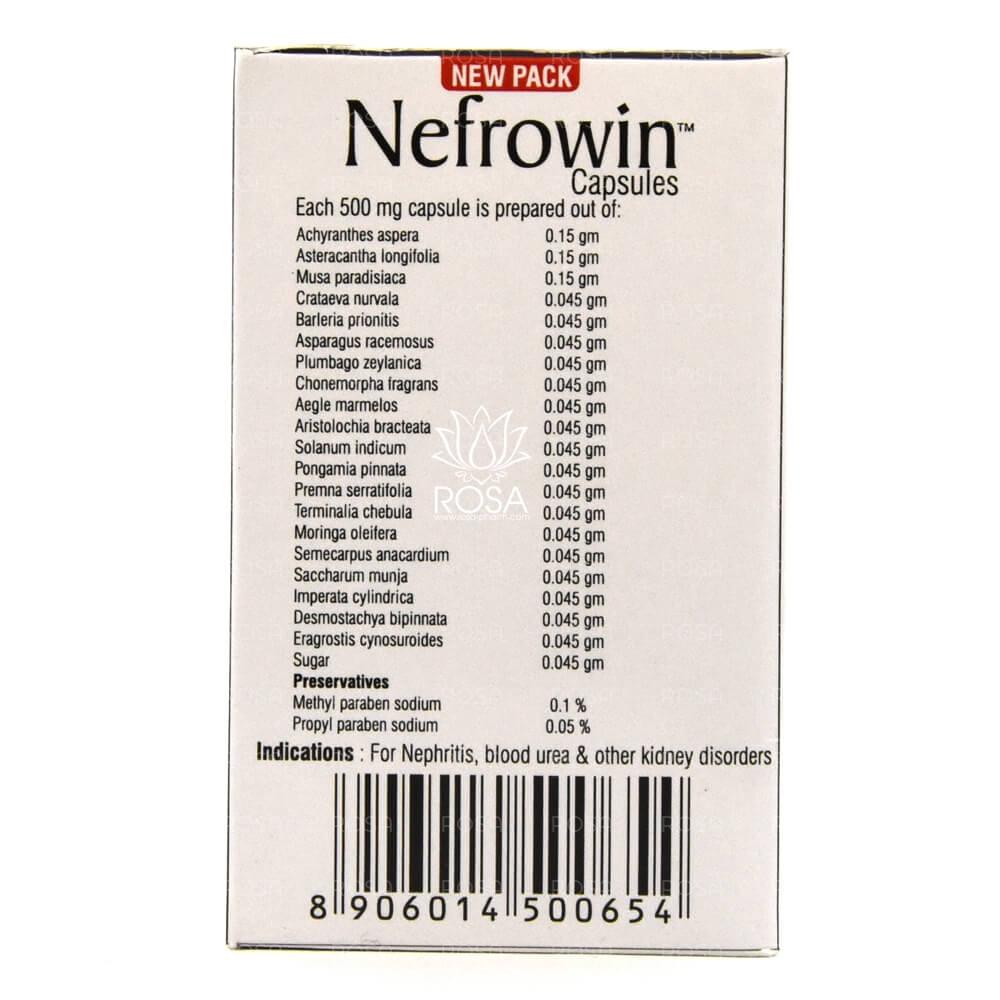 NEW PACK
Nefrowin™
Capsules
Each 500 mg capsule is prepared out of:
Achyranthes aspera 0.15 gm
Asteracantha longifolia 0.15 gm
Musa paradisiaca 0.15 gm
Crataeva nurvala 0.045 gm
Barleria prionitis 0.045 gm
Asparagus racemosus 0.045 gm
Plumbago zeylanica 0.045 gm
Chonemorpha fragrans 0.045 gm
Aegle marmelos 0.045 gm
Aristolochia bracteata 0.045 gm
Solanum indicum 0.045 gm
Pongamia pinnata 0.045 gm
Premna serratifolia 0.045 gm
Terminalia chebula 0.045 gm
Moringa oleifera 0.045 gm
Semecarpus anacardium 0.045 gm
Saccharum munja 0.045 gm
Imperata cylindrica 0.045 gm
Desmostachya bipinnata 0.045 gm
Eragrostis cynosuroides 0.045 gm
Sugar 0.045 gm
Preservatives
Methyl paraben sodium 0.1 %
Propyl paraben sodium 0.05 %
Indications : For Nephritis, blood urea & other kidney disorders
8 906014 500654
ROSA
www.rosa-pharm.com